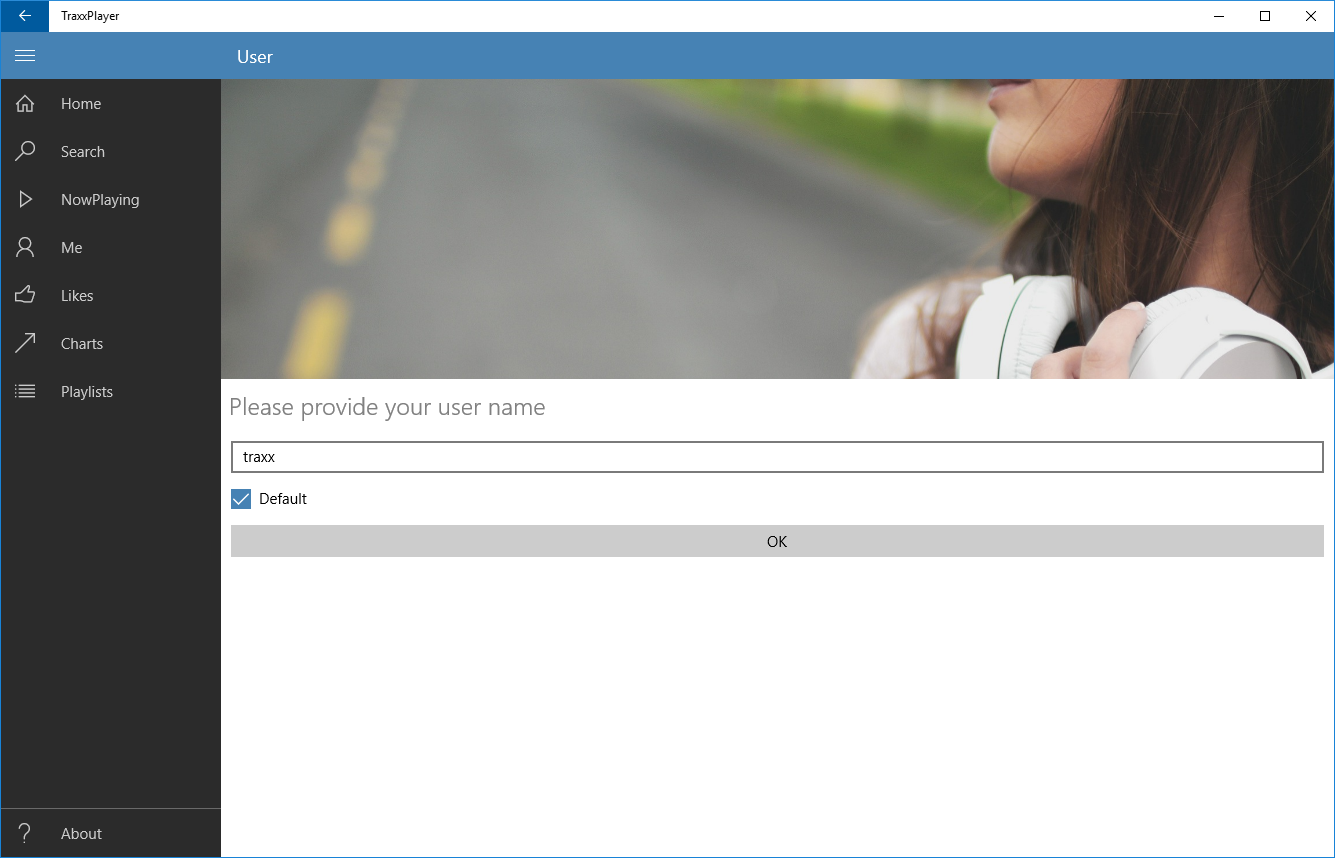 TraxxPlayer
User
Home
Search
NowPlaying
Me
Likes
Charts
Playlists
Please provide your user name
traxx
Default
OK
About